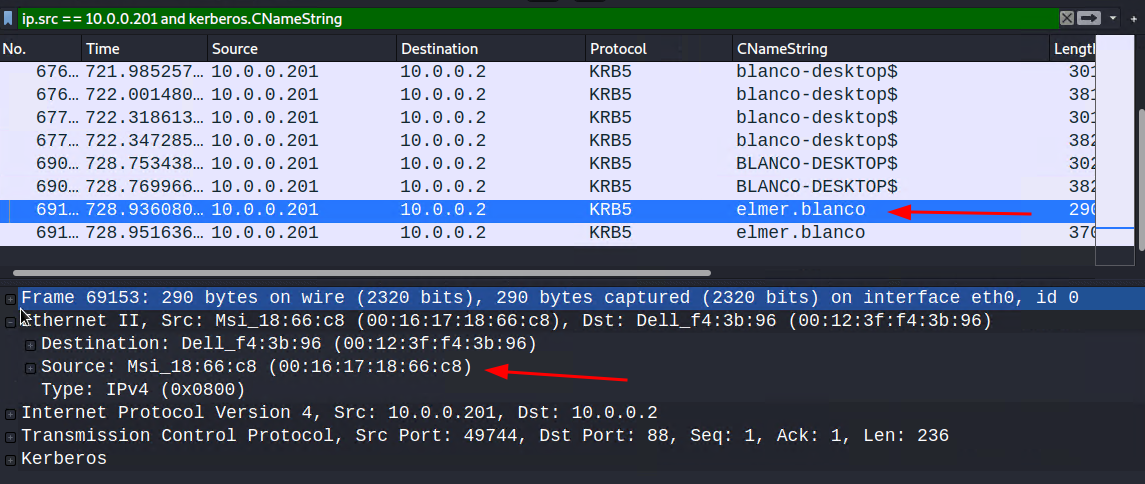 ip.src == 10.0.0.201 and kerberos.CNameString
No. Time Source Destination Protocol CNameString Length
676… 721.985257… 10.0.0.201 10.0.0.2 KRB5 blanco-desktop$ 301
676… 722.001480… 10.0.0.201 10.0.0.2 KRB5 blanco-desktop$ 381
677… 722.318613… 10.0.0.201 10.0.0.2 KRB5 blanco-desktop$ 301
677… 722.347285… 10.0.0.201 10.0.0.2 KRB5 blanco-desktop$ 382
690… 728.753438… 10.0.0.201 10.0.0.2 KRB5 BLANCO-DESKTOP$ 302
690… 728.769966… 10.0.0.201 10.0.0.2 KRB5 BLANCO-DESKTOP$ 382
691… 728.936080… 10.0.0.201 10.0.0.2 KRB5 elmer.blanco 290
691… 728.951636… 10.0.0.201 10.0.0.2 KRB5 elmer.blanco 370
Frame 69153: 290 bytes on wire (2320 bits), 290 bytes captured (2320 bits) on interface eth0, id 0
Ethernet II, Src: Msi_18:66:c8 (00:16:17:18:66:c8), Dst: Dell_f4:3b:96 (00:12:3f:f4:3b:96)
Destination: Dell_f4:3b:96 (00:12:3f:f4:3b:96)
Source: Msi_18:66:c8 (00:16:17:18:66:c8)
Type: IPv4 (0x0800)
Internet Protocol Version 4, Src: 10.0.0.201, Dst: 10.0.0.2
Transmission Control Protocol, Src Port: 49744, Dst Port: 88, Seq: 1, Ack: 1, Len: 236
Kerberos